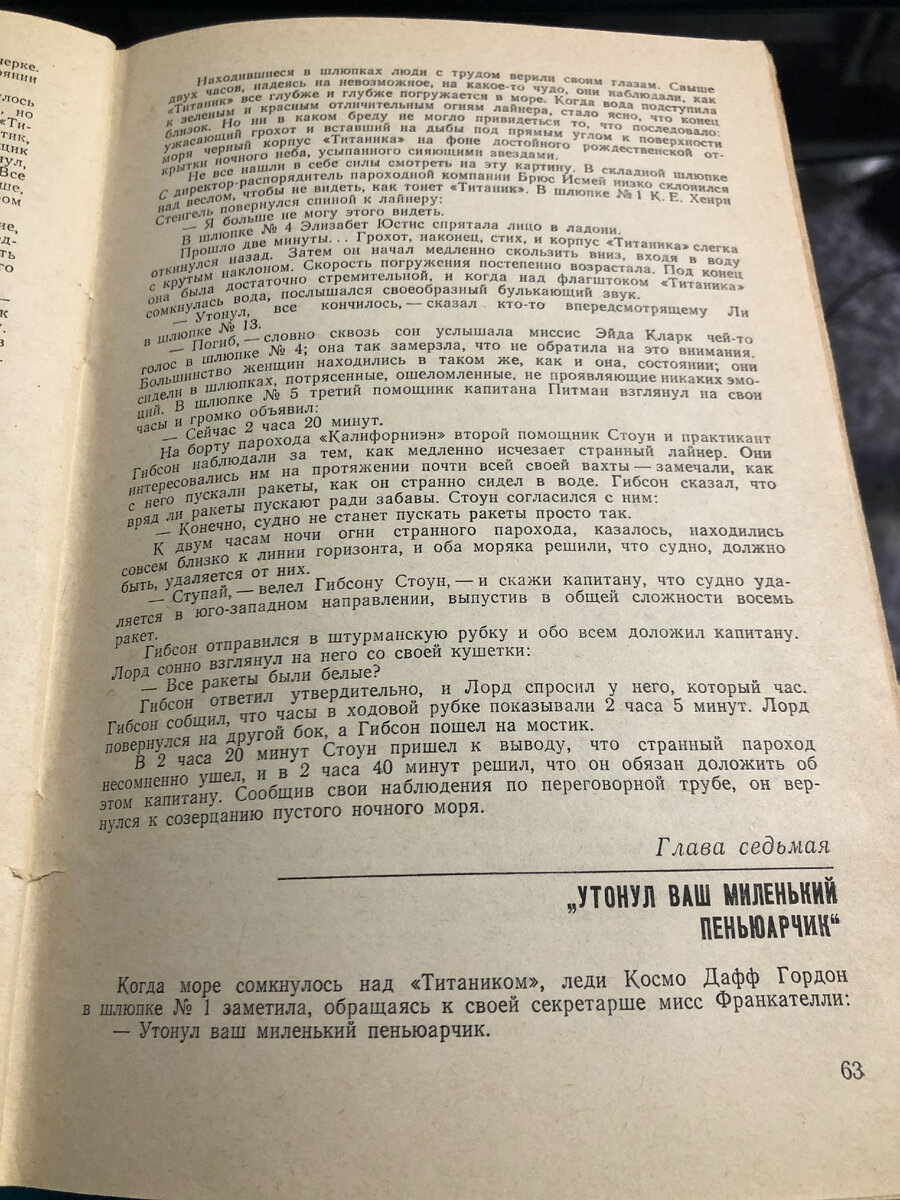 черке.
оянии
лось
, но
«Ти-
тик,
щик
нул,
Все
ше,
ром
ие,
ед-
ть
го
к
у.
з
.
Находившиеся в шлюпках люди с трудом верили своим глазам. Свыше
двух часов, надеясь на невозможное, на какое-то чудо, они наблюдали, как
«Титаник» все глубже и глубже погружается в море. Когда вода подступила
к зеленым и красным отличительным огням лайнера, стало ясно, что конец
близок. Но ни в каком бреду не могло привидеться то, что последовало:
ужасающий грохот и вставший на дыбы под прямым углом к поверхности
моря черный корпус «Титаника» на фоне достойного рождественской от-
крытки ночного неба, усыпанного сияющими звездами.
Не все нашли в себе силы смотреть на эту картину. В складной шлюпке
С директор-распорядитель пароходной компании Брюс Исмей низко склонился
над веслом, чтобы не видеть, как тонет «Титаник». В шлюпке № 1 К. Е. Хенри
Стенгель повернулся спиной к лайнеру:
— Я больше не могу этого видеть.
В шлюпке № 4 Элизабет Юстис спрятала лицо в ладони.
Прошло две минуты... Грохот, наконец, стих, и корпус «Титаника» слегка
откинулся назад. Затем он начал медленно скользить вниз, входя в воду
с крутым наклоном. Скорость погружения постепенно возрастала. Под конец
она была достаточно стремительной, и когда над флагштоком «Титаника»
сомкнулась вода, послышался своеобразный булькающий звук.
— Утонул, все кончилось, — сказал кто-то впередсмотрящему Ли
в шлюпке № 13.
— Погиб, — словно сквозь сон услышала миссис Эйда Кларк чей-то
голос в шлюпке № 4; она так замерзла, что не обратила на это внимания.
Большинство женщин находились в таком же, как и она, состоянии; они
сидели в шлюпках, потрясенные, ошеломленные, не проявляющие никаких эмо-
ций. В шлюпке № 5 третий помощник капитана Питман взглянул на свои
часы и громко объявил:
— Сейчас 2 часа 20 минут.
На борту парохода «Калифорниэн» второй помощник Стоун и практикант
Гибсон наблюдали за тем, как медленно исчезает странный лайнер. Они
интересовались им на протяжении почти всей своей вахты — замечали, как
с него пускали ракеты, как он странно сидел в воде. Гибсон сказал, что
вряд ли ракеты пускают ради забавы. Стоун согласился с ним:
— Конечно, судно не станет пускать ракеты просто так.
К двум часам ночи огни странного парохода, казалось, находились
совсем близко к линии горизонта, и оба моряка решили, что судно, должно
быть, удаляется от них.
— Ступай, — велел Гибсону Стоун, — и скажи капитану, что судно уда-
ляется в юго-западном направлении, выпустив в общей сложности восемь
ракет.
Гибсон отправился в штурманскую рубку и обо всем доложил капитану.
Лорд сонно взглянул на него со своей кушетки:
— Все ракеты были белые?
Гибсон ответил утвердительно, и Лорд спросил у него, который час.
Гибсон собщил, что часы в ходовой рубке показывали 2 часа 5 минут. Лорд
повернулся на другой бок, а Гибсон пошел на мостик.
В 2 часа 20 минут Стоун пришел к выводу, что странный пароход
несомненно ушел, и в 2 часа 40 минут решил, что он обязан доложить об
этом капитану. Сообщив свои наблюдения по переговорной трубе, он вер-
нулся к созерцанию пустого ночного моря.
Глава седьмая
„УТОНУЛ ВАШ МИЛЕНЬКИЙ
ПЕНЬЮАРЧИК“
Когда море сомкнулось над «Титаником», леди Космо Дафф Гордон
в шлюпке № 1 заметила, обращаясь к своей секретарше мисс Франкателли:
— Утонул ваш миленький пеньюарчик.
63